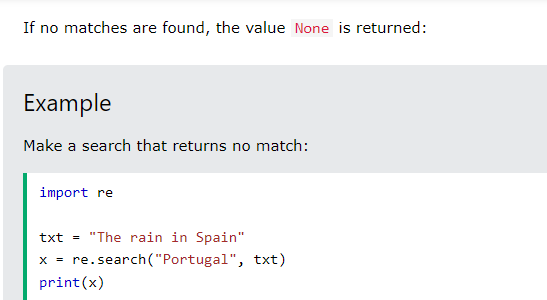 If no matches are found, the value None is returned:
Example
Make a search that returns no match:
import re
txt = "The rain in Spain"
x = re.search("Portugal", txt)
print(x)